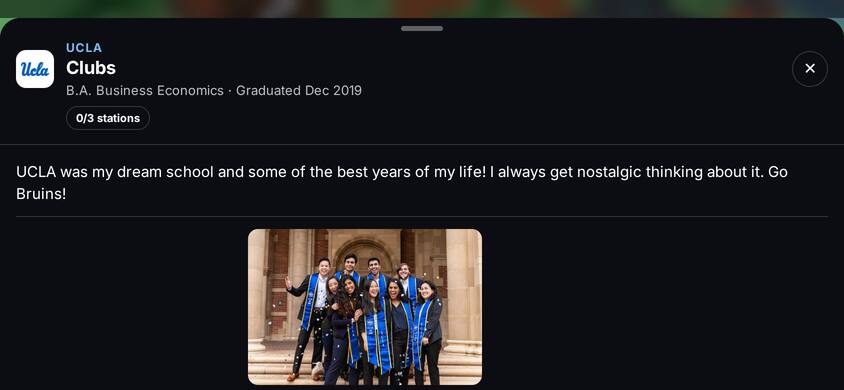 UCLA
Ucla
Clubs
B.A. Business Economics · Graduated Dec 2019
0/3 stations
UCLA was my dream school and some of the best years of my life! I always get nostalgic thinking about it. Go
Bruins!